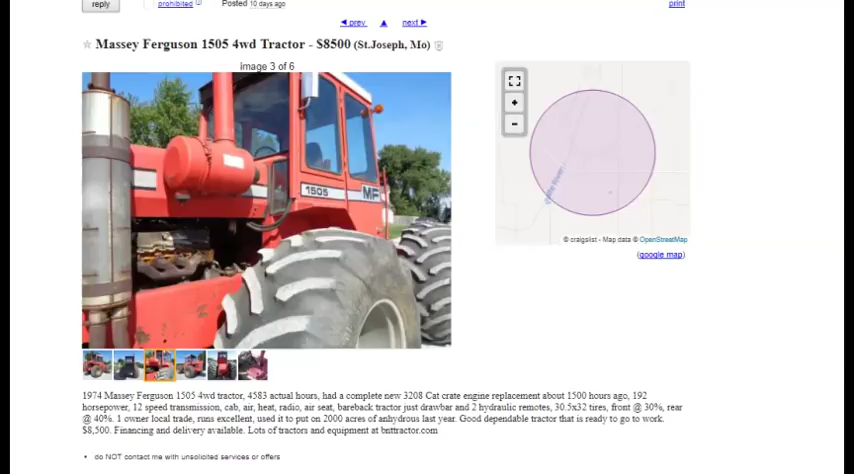 reply
prohibited
Posted 10 days ago
print
◀ prev ▲ next ▶
☆ Massey Ferguson 1505 4wd Tractor - $8500 (St.Joseph, Mo)
image 3 of 6
1505 MF
+
-
© craigslist - Map data © OpenStreetMap
(google map)
1974 Massey Ferguson 1505 4wd tractor, 4583 actual hours, had a complete new 3208 Cat crate engine replacement about 1500 hours ago, 192
horsepower, 12 speed transmission, cab, air, heat, radio, air seat, bareback tractor just drawbar and 2 hydraulic remotes, 30.5x32 tires, front @ 30%, rear
@ 40%. 1 owner local trade, runs excellent, used it to put on 2000 acres of anhydrous last year. Good dependable tractor that is ready to go to work.
$8,500. Financing and delivery available. Lots of tractors and equipment at bnttractor.com
• do NOT contact me with unsolicited services or offers